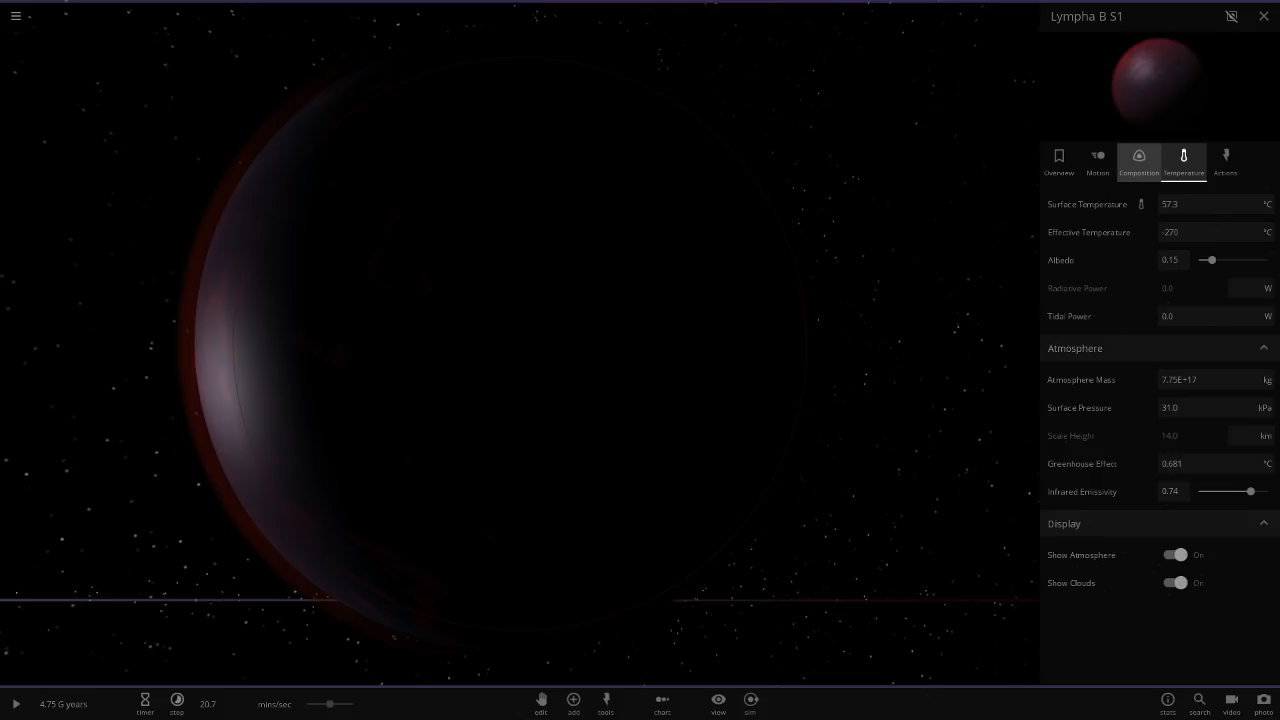 Lympha B S1
Overview Motion Composition Temperature Actions
Surface Temperature 57.3 °C
Effective Temperature -270 °C
Albedo 0.15
Radiative Power 0.0 W
Tidal Power 0.0 W
Atmosphere
Atmosphere Mass 7.75E+17 kg
Surface Pressure 31.0 kPa
Scale Height 14.0 km
Greenhouse Effect 0.681 °C
Infrared Emissivity 0.74
Display
Show Atmosphere On
Show Clouds On
4.75 G years timer step 20.7 mins/sec edit add tools chart view sim stats search video photo